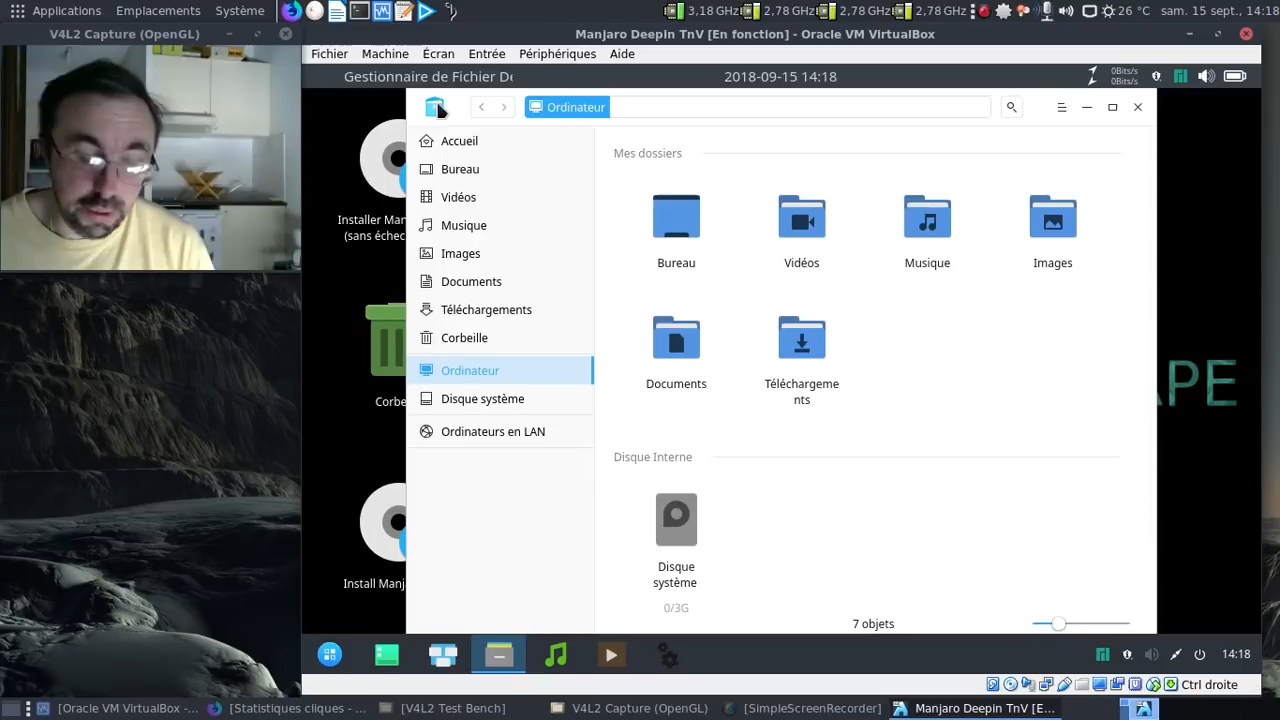 Applications Emplacements Système 3,18 GHz 2,78 GHz 2,78 GHz 2,78 GHz 26 °C sam. 15 sept., 14:18
V4L2 Capture (OpenGL)
Manjaro Deepin TnV [En fonction] - Oracle VM VirtualBox
Fichier Machine Écran Entrée Périphériques Aide
Gestionnaire de Fichier De 2018-09-15 14:18 0Bits/s
0Bits/s
Ordinateur
Accueil
Bureau
Vidéos
Musique
Images
Documents
Téléchargements
Corbeille
Ordinateur
Disque système
Ordinateurs en LAN
Mes dossiers
Bureau
Vidéos
Musique
Images
Documents
Téléchargeme
nts
Disque Interne
Disque
système
0/3G
7 objets
Installer Man
(sans échec
Corbe
Install Manj
APE
14:18
Ctrl droite
[Oracle VM VirtualBox -... [Statistiques cliques - ... [V4L2 Test Bench] V4L2 Capture (OpenGL) [SimpleScreenRecorder] Manjaro Deepin TnV [E...